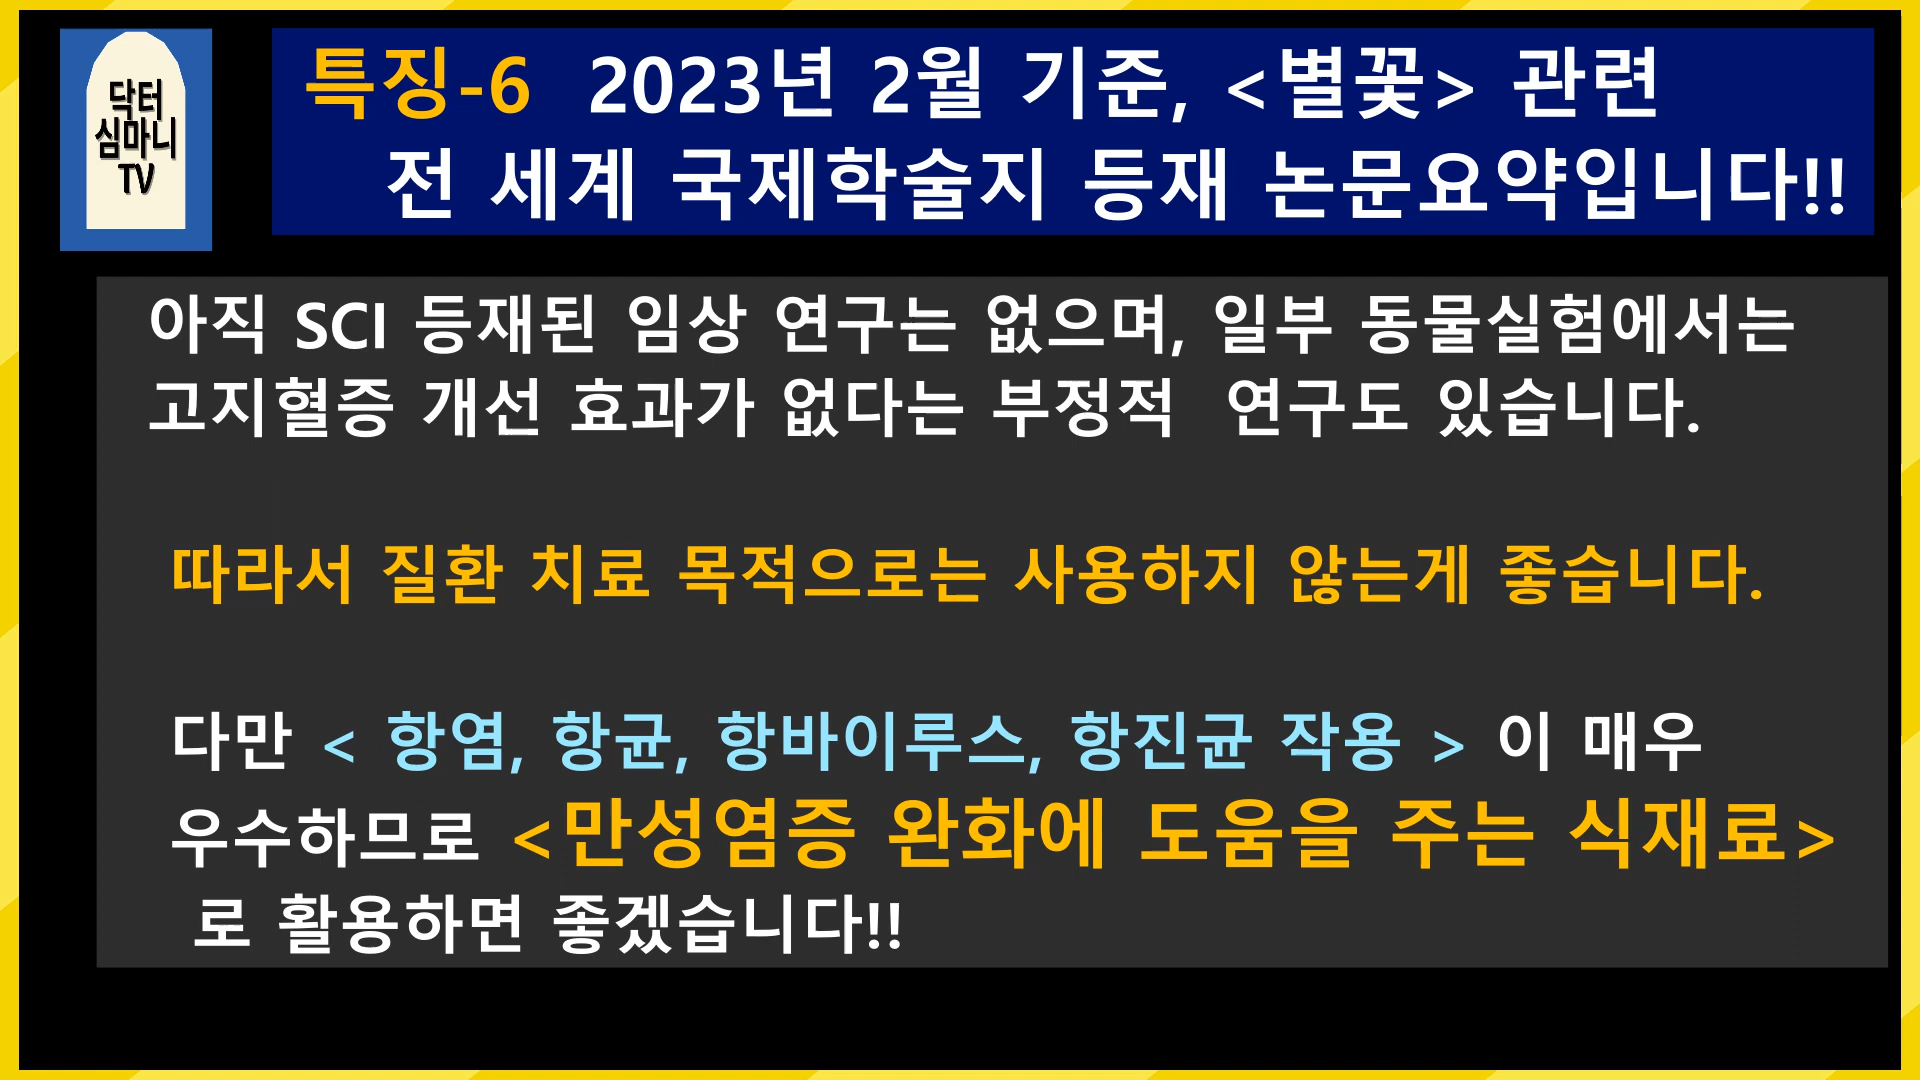 닥터
심마니
TV
특징-6 2023년 2월 기준, <별꽃> 관련
전 세계 국제학술지 등재 논문요약입니다!!
아직 SCI 등재된 임상 연구는 없으며, 일부 동물실험에서는
고지혈증 개선 효과가 없다는 부정적 연구도 있습니다.
따라서 질환 치료 목적으로는 사용하지 않는게 좋습니다.
다만 < 항염, 항균, 항바이루스, 항진균 작용 > 이 매우
우수하므로 <만성염증 완화에 도움을 주는 식재료>
로 활용하면 좋겠습니다!!